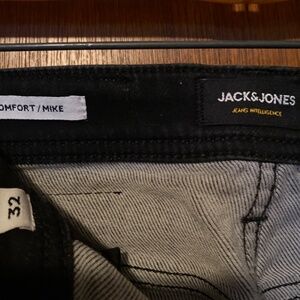 OMFORT / MIKE
JACK&JONES
JEANS INTELLIGENCE
32